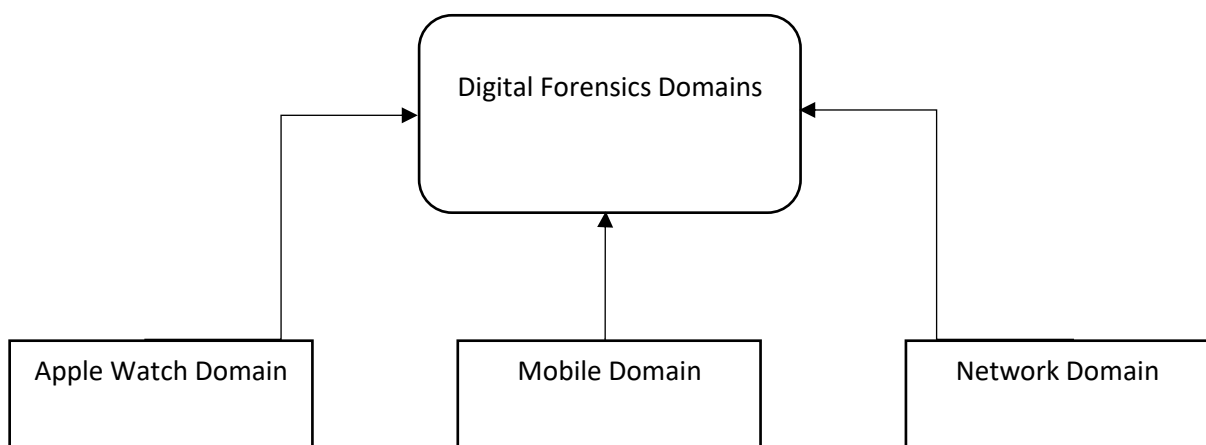 Digital Forensics Domains
Apple Watch Domain
Mobile Domain
Network Domain